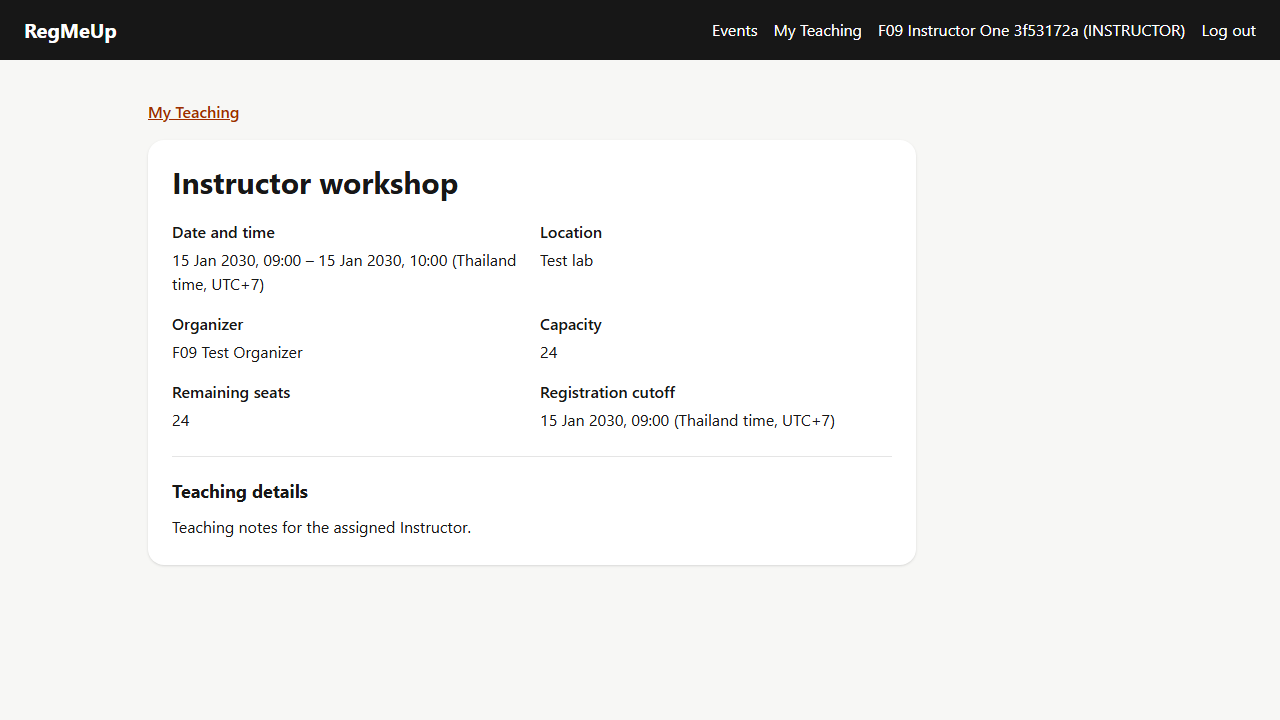 RegMeUp
Events My Teaching F09 Instructor One 3f53172a (INSTRUCTOR) Log out
My Teaching
Instructor workshop
Date and time
15 Jan 2030, 09:00 – 15 Jan 2030, 10:00 (Thailand
time, UTC+7)
Location
Test lab
Organizer
F09 Test Organizer
Capacity
24
Remaining seats
24
Registration cutoff
15 Jan 2030, 09:00 (Thailand time, UTC+7)
Teaching details
Teaching notes for the assigned Instructor.